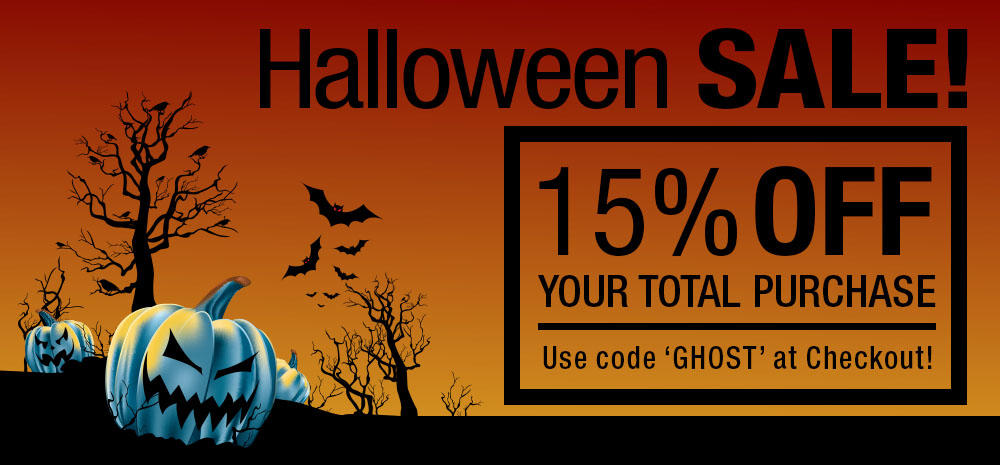 Halloween SALE!
15% OFF
YOUR TOTAL PURCHASE
Use code ‘GHOST’ at Checkout!